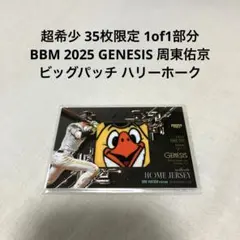 超希少 35枚限定 1of1部分
BBM 2025 GENESIS 周東佑京
ビッグパッチ ハリーホーク
GENESIS
HOME JERSEY